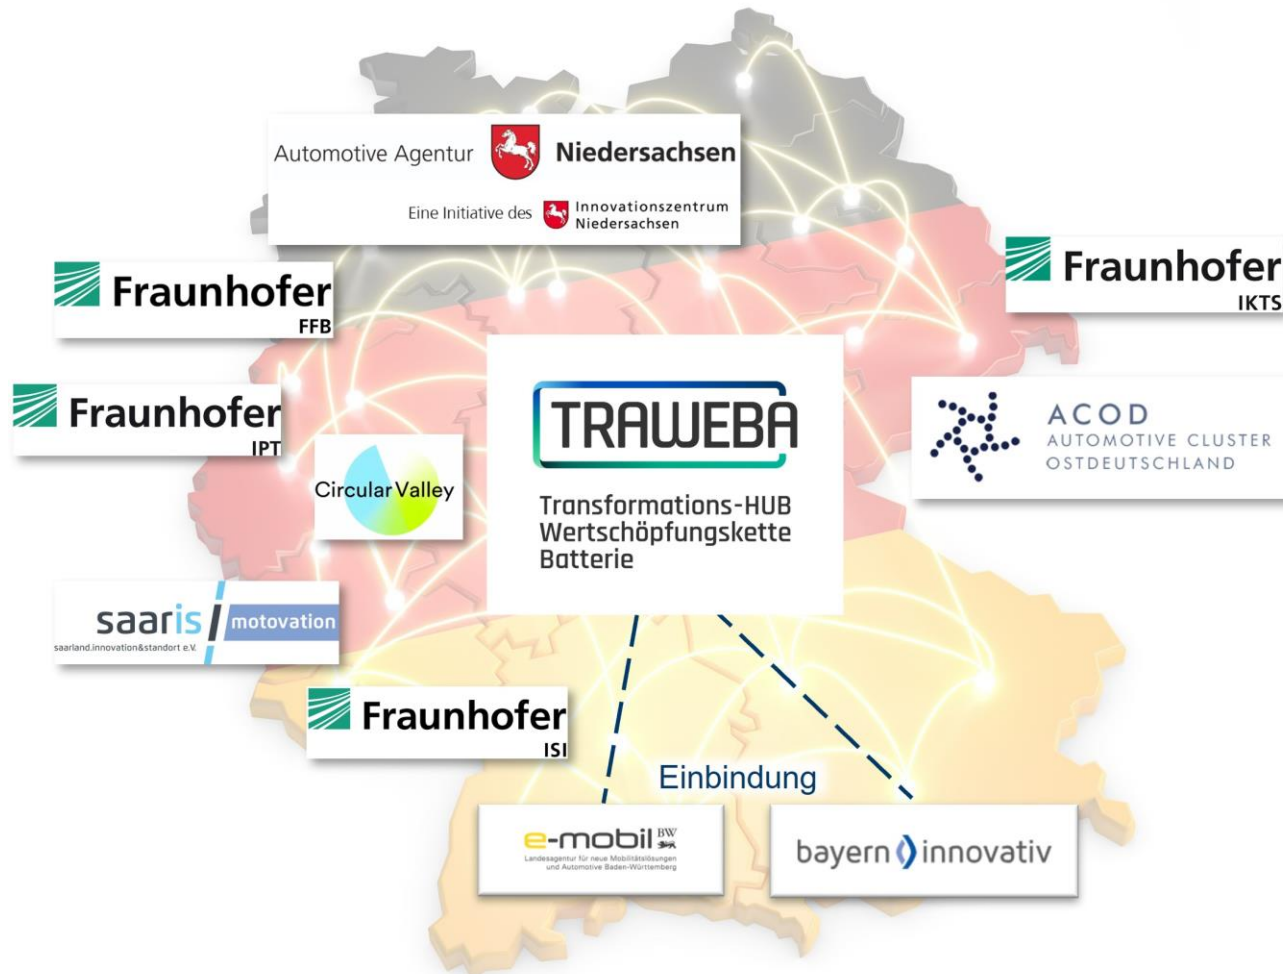 Automotive Agentur Niedersachsen
Eine Initiative des Innovationszentrum
Niedersachsen
Fraunhofer
FFB
Fraunhofer
IKTS
Fraunhofer
IPT
TRAWEBA
Transformations-HUB
Wertschöpfungskette
Batterie
ACOD
AUTOMOTIVE CLUSTER
OSTDEUTSCHLAND
Circular Valley
saaris motovation
saarland.innovation&standort e.V.
Fraunhofer
ISI
Einbindung
e-mobil BW
Landesagentur für neue Mobilitätslösungen
und Automotive Baden-Württemberg
bayern innovativ